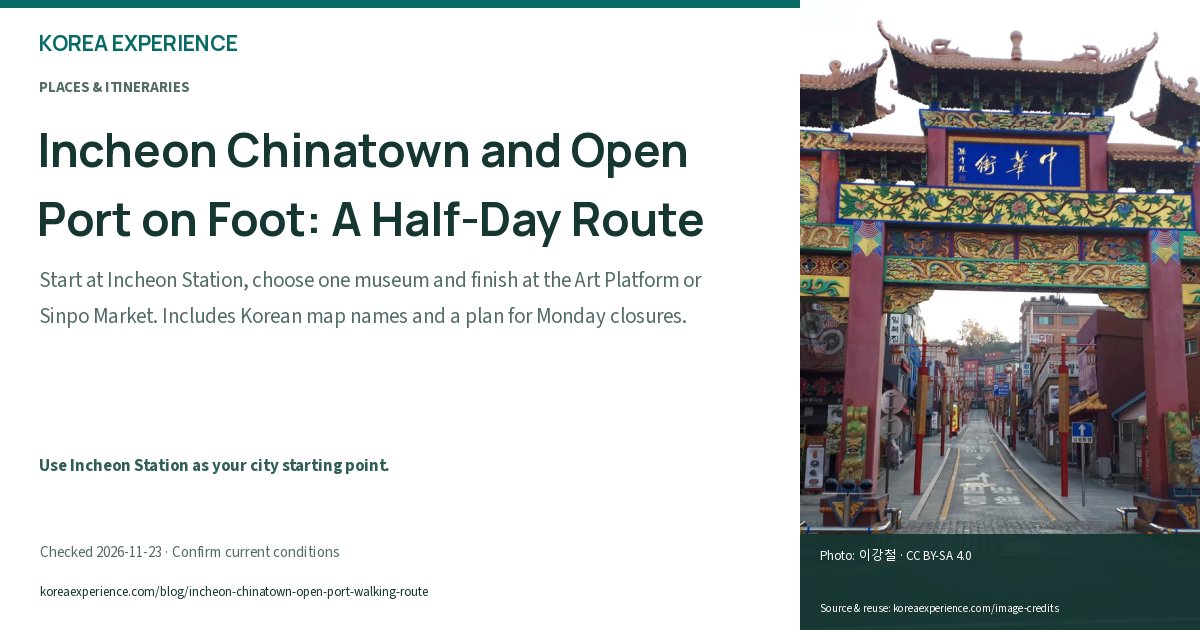 KOREA EXPERIENCE
PLACES & ITINERARIES
Incheon Chinatown and Open
Port on Foot: A Half-Day Route
Start at Incheon Station, choose one museum and finish at the Art Platform or
Sinpo Market. Includes Korean map names and a plan for Monday closures.
Use Incheon Station as your city starting point.
Checked 2026-11-23 · Confirm current conditions
koreaexperience.com/blog/incheon-chinatown-open-port-walking-route
街華中
Photo: 이강철 · CC BY-SA 4.0
Source & reuse: koreaexperience.com/image-credits